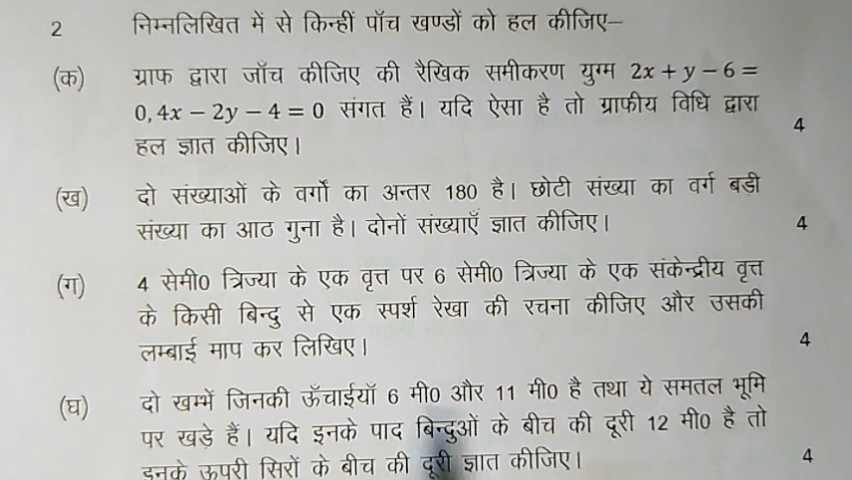 2 निम्नलिखित में से किन्हीं पाँच खण्डों को हल कीजिए–
(क) ग्राफ द्वारा जाँच कीजिए की रैखिक समीकरण युग्म 2x + y − 6 =
0, 4x − 2y − 4 = 0 संगत हैं। यदि ऐसा है तो ग्राफीय विधि द्वारा
हल ज्ञात कीजिए। 4
(ख) दो संख्याओं के वर्गों का अन्तर 180 है। छोटी संख्या का वर्ग बड़ी
संख्या का आठ गुना है। दोनों संख्याएँ ज्ञात कीजिए। 4
(ग) 4 सेमी0 त्रिज्या के एक वृत्त पर 6 सेमी0 त्रिज्या के एक संकेन्द्रीय वृत्त
के किसी बिन्दु से एक स्पर्श रेखा की रचना कीजिए और उसकी
लम्बाई माप कर लिखिए। 4
(घ) दो खम्भें जिनकी ऊँचाईयाँ 6 मी0 और 11 मी0 है तथा ये समतल भूमि
पर खड़े हैं। यदि इनके पाद बिन्दुओं के बीच की दूरी 12 मी0 है तो
इनके ऊपरी सिरों के बीच की दूरी ज्ञात कीजिए। 4